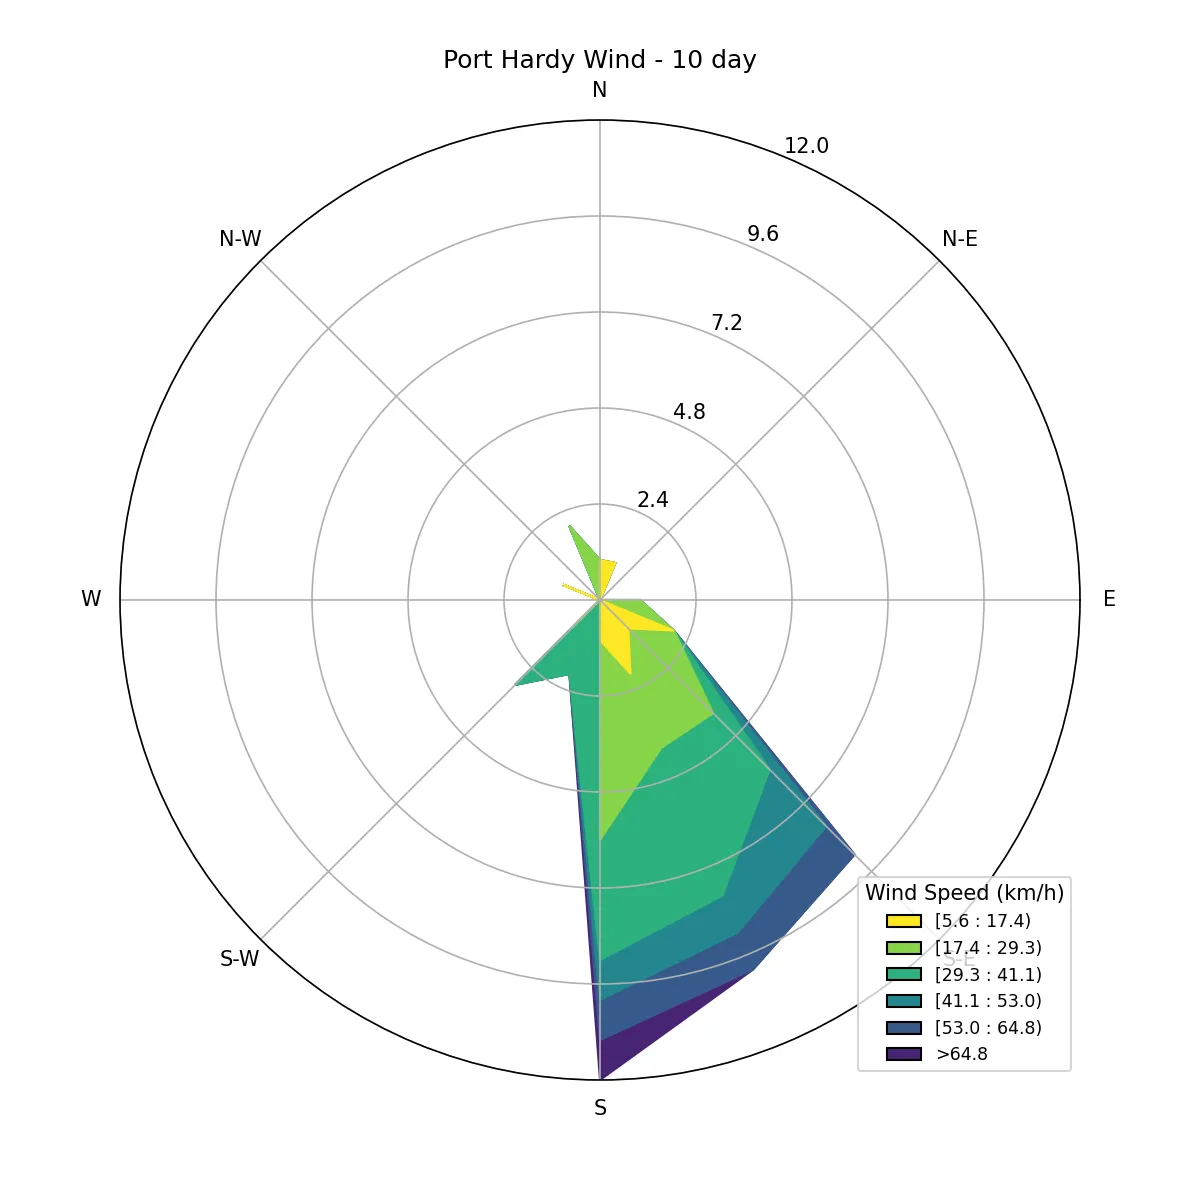 Port Hardy Wind - 10 day
N
12.0
9.6
N-W
N-E
7.2
4.8
2.4
W
E
Wind Speed (km/h)
[5.6 : 17.4)
[17.4 : 29.3)
[29.3 : 41.1)
[41.1 : 53.0)
[53.0 : 64.8)
>64.8
S-W
S-E
S